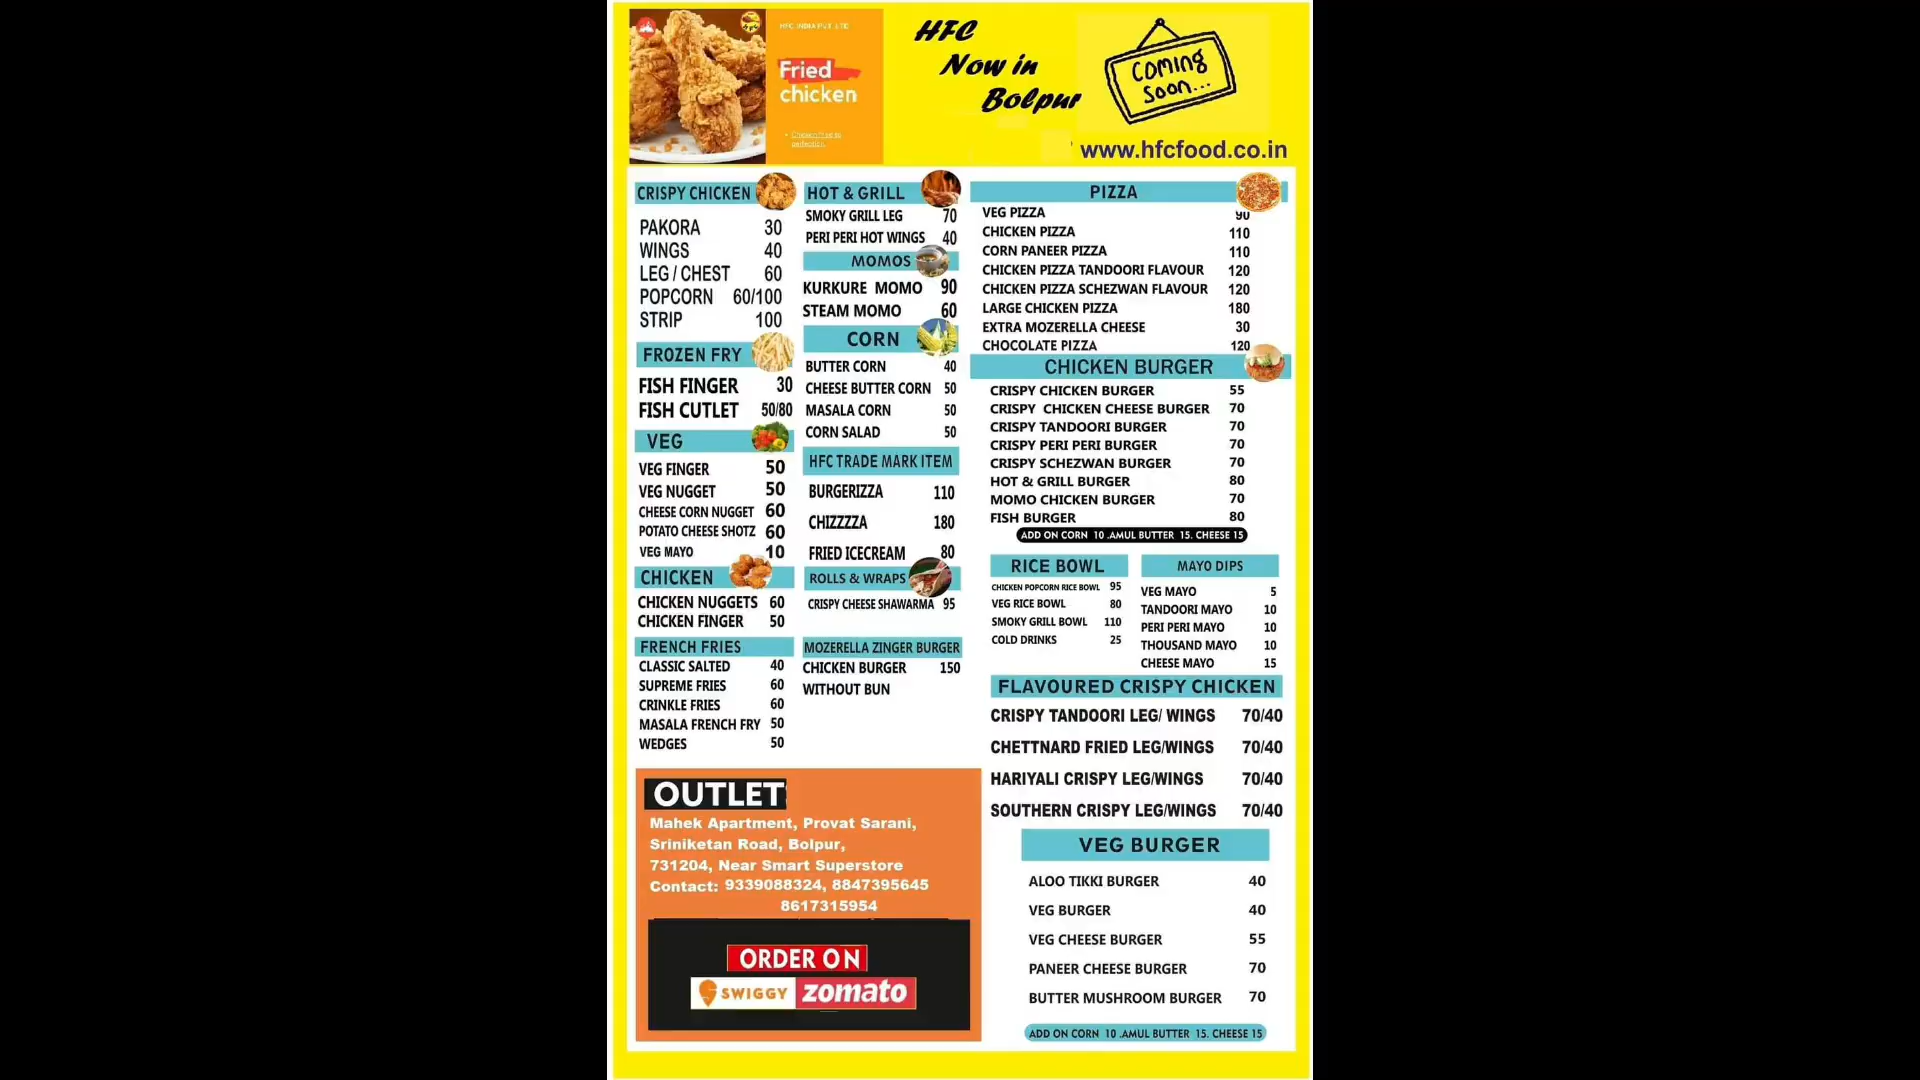 HFC INDIA PVT. LTD
Fried
chicken
HFC
Now in
Bolpur
COMING
SOON...
www.hfcfood.co.in
CRISPY CHICKEN
PAKORA 30
WINGS 40
LEG / CHEST 60
POPCORN 60/100
STRIP 100
FROZEN FRY
FISH FINGER 30
FISH CUTLET 50/80
VEG
VEG FINGER 50
VEG NUGGET 50
CHEESE CORN NUGGET 60
POTATO CHEESE SHOTZ 60
VEG MAYO 10
CHICKEN
CHICKEN NUGGETS 60
CHICKEN FINGER 50
FRENCH FRIES
CLASSIC SALTED 40
SUPREME FRIES 60
CRINKLE FRIES 60
MASALA FRENCH FRY 50
WEDGES 50
HOT & GRILL
SMOKY GRILL LEG 70
PERI PERI HOT WINGS 40
MOMOS
KURKURE MOMO 90
STEAM MOMO 60
CORN
BUTTER CORN 40
CHEESE BUTTER CORN 50
MASALA CORN 50
CORN SALAD 50
HFC TRADE MARK ITEM
BURGERIZZA 110
CHIZZZZA 180
FRIED ICECREAM 80
ROLLS & WRAPS
CRISPY CHEESE SHAWARMA 95
MOZERELLA ZINGER BURGER
CHICKEN BURGER 150
WITHOUT BUN
PIZZA
VEG PIZZA 90
CHICKEN PIZZA 110
CORN PANEER PIZZA 110
CHICKEN PIZZA TANDOORI FLAVOUR 120
CHICKEN PIZZA SCHEZWAN FLAVOUR 120
LARGE CHICKEN PIZZA 180
EXTRA MOZERELLA CHEESE 30
CHOCOLATE PIZZA 120
CHICKEN BURGER
CRISPY CHICKEN BURGER 55
CRISPY CHICKEN CHEESE BURGER 70
CRISPY TANDOORI BURGER 70
CRISPY PERI PERI BURGER 70
CRISPY SCHEZWAN BURGER 70
HOT & GRILL BURGER 80
MOMO CHICKEN BURGER 70
FISH BURGER 80
ADD ON CORN 10 .AMUL BUTTER 15. CHEESE 15
RICE BOWL
CHICKEN POPCORN RICE BOWL 95
VEG RICE BOWL 80
SMOKY GRILL BOWL 110
COLD DRINKS 25
MAYO DIPS
VEG MAYO 5
TANDOORI MAYO 10
PERI PERI MAYO 10
THOUSAND MAYO 10
CHEESE MAYO 15
FLAVOURED CRISPY CHICKEN
CRISPY TANDOORI LEG/ WINGS 70/40
CHETTNARD FRIED LEG/WINGS 70/40
HARIYALI CRISPY LEG/WINGS 70/40
SOUTHERN CRISPY LEG/WINGS 70/40
VEG BURGER
ALOO TIKKI BURGER 40
VEG BURGER 40
VEG CHEESE BURGER 55
PANEER CHEESE BURGER 70
BUTTER MUSHROOM BURGER 70
ADD ON CORN 10 .AMUL BUTTER 15. CHEESE 15
OUTLET
Mahek Apartment, Provat Sarani,
Sriniketan Road, Bolpur,
731204, Near Smart Superstore
Contact: 9339088324, 8847395645
8617315954
ORDER ON
SWIGGY zomato